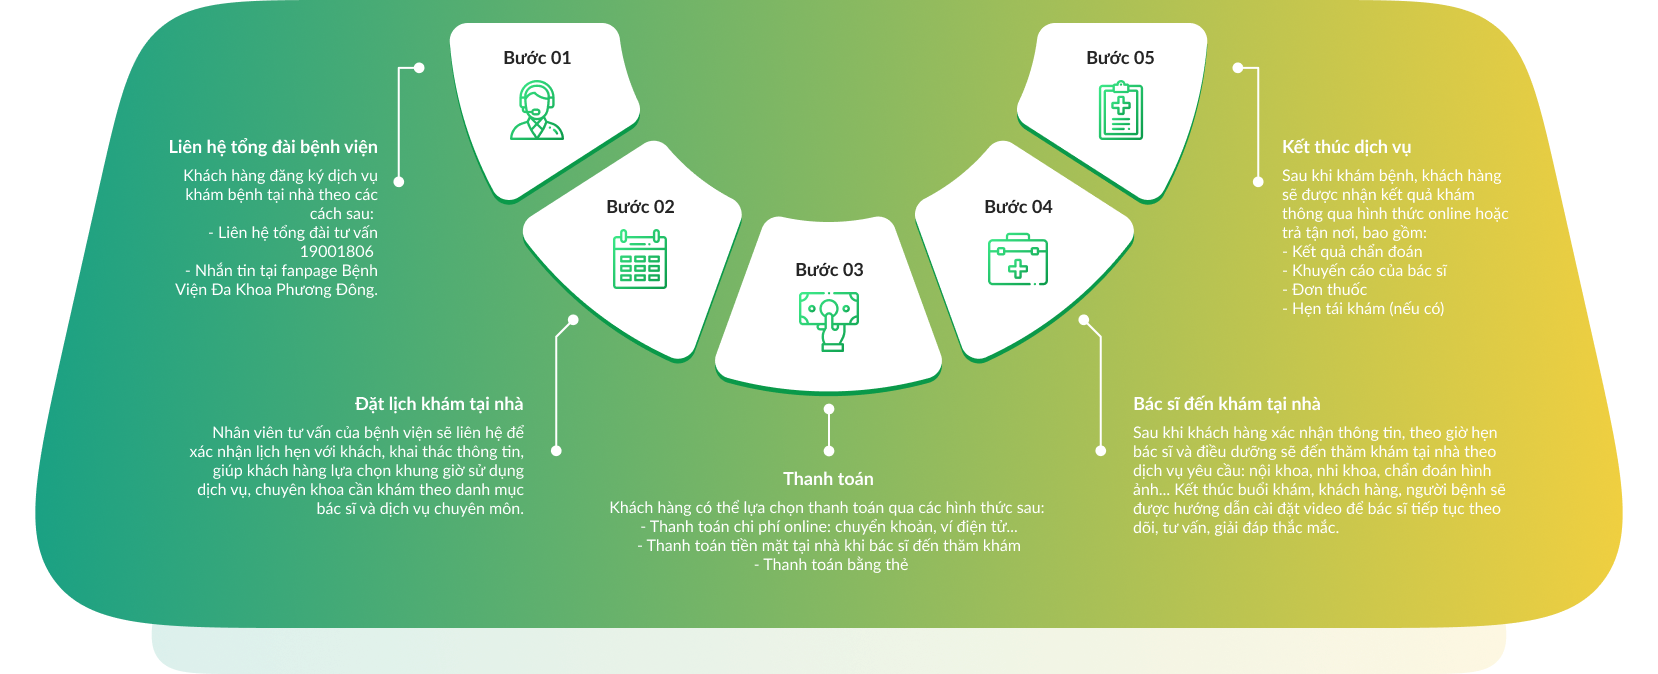 Bước 01
Liên hệ tổng đài bệnh viện
Khách hàng đăng ký dịch vụ
khám bệnh tại nhà theo các
cách sau:
- Liên hệ tổng đài tư vấn
19001806
- Nhắn tin tại fanpage Bệnh
Viện Đa Khoa Phương Đông.
Bước 02
Đặt lịch khám tại nhà
Nhân viên tư vấn của bệnh viện sẽ liên hệ để
xác nhận lịch hẹn với khách, khai thác thông tin,
giúp khách hàng lựa chọn khung giờ sử dụng
dịch vụ, chuyên khoa cần khám theo danh mục
bác sĩ và dịch vụ chuyên môn.
Bước 03
Thanh toán
Khách hàng có thể lựa chọn thanh toán qua các hình thức sau:
- Thanh toán chi phí online: chuyển khoản, ví điện tử...
- Thanh toán tiền mặt tại nhà khi bác sĩ đến thăm khám
- Thanh toán bằng thẻ
Bước 04
Bác sĩ đến khám tại nhà
Sau khi khách hàng xác nhận thông tin, theo giờ hẹn
bác sĩ và điều dưỡng sẽ đến thăm khám tại nhà theo
dịch vụ yêu cầu: nội khoa, nhi khoa, chẩn đoán hình
ảnh... Kết thúc buổi khám, khách hàng, người bệnh sẽ
được hướng dẫn cài đặt video để bác sĩ tiếp tục theo
dõi, tư vấn, giải đáp thắc mắc.
Bước 05
Kết thúc dịch vụ
Sau khi khám bệnh, khách hàng
sẽ được nhận kết quả khám
thông qua hình thức online hoặc
trả tận nơi, bao gồm:
- Kết quả chẩn đoán
- Khuyến cáo của bác sĩ
- Đơn thuốc
- Hẹn tái khám (nếu có)